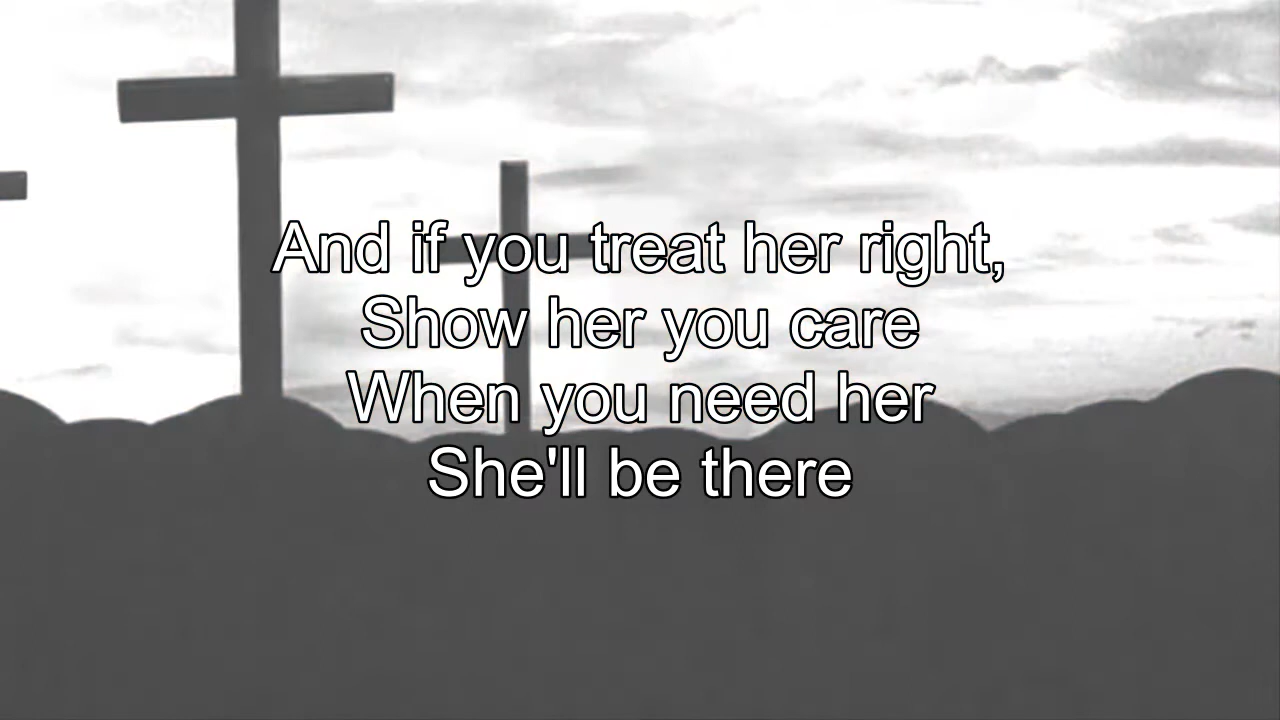 And if you treat her right,
Show her you care
When you need her
She'll be there